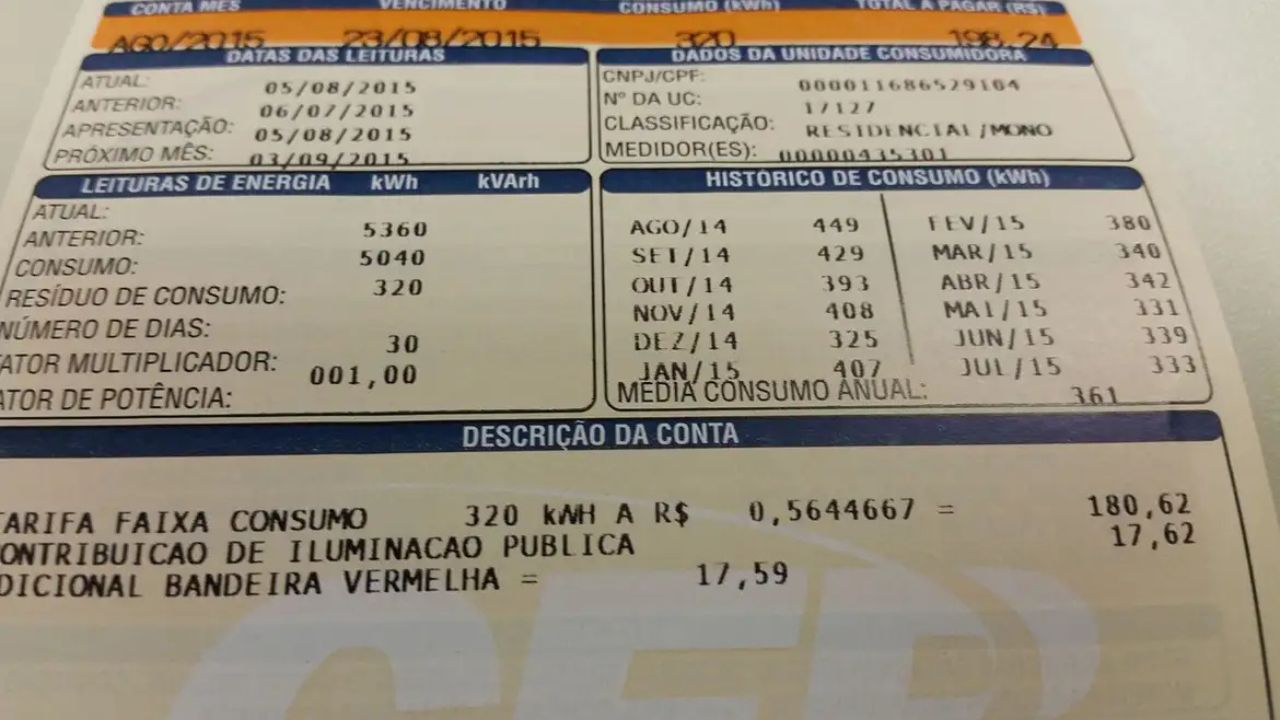 CONTA MÊS VENCIMENTO CONSUMO (kWh) TOTAL A PAGAR (R$)
AGO/2015 23/08/2015 320 198,24
DATAS DAS LEITURAS
ATUAL: 05/08/2015
ANTERIOR: 06/07/2015
APRESENTAÇÃO: 05/08/2015
PRÓXIMO MÊS: 03/09/2015
DADOS DA UNIDADE CONSUMIDORA
CNPJ/CPF: 000011686529104
Nº DA UC: 17127
CLASSIFICAÇÃO: RESIDENCIAL/MONO
MEDIDOR(ES): 00000435301
LEITURAS DE ENERGIA kWh kVArh
ATUAL: 5360
ANTERIOR: 5040
CONSUMO: 320
RESÍDUO DE CONSUMO:
NÚMERO DE DIAS: 30
ATOR MULTIPLICADOR: 001,00
ATOR DE POTÊNCIA:
HISTÓRICO DE CONSUMO (kWh)
AGO/14 449 FEV/15 380
SET/14 429 MAR/15 340
OUT/14 393 ABR/15 342
NOV/14 408 MAI/15 331
DEZ/14 325 JUN/15 339
JAN/15 407 JUL/15 333
MÉDIA CONSUMO ANUAL: 361
DESCRIÇÃO DA CONTA
TARIFA FAIXA CONSUMO 320 kWH A R$ 0,5644667 = 180,62
ONTRIBUICAO DE ILUMINACAO PUBLICA 17,62
DICIONAL BANDEIRA VERMELHA = 17,59